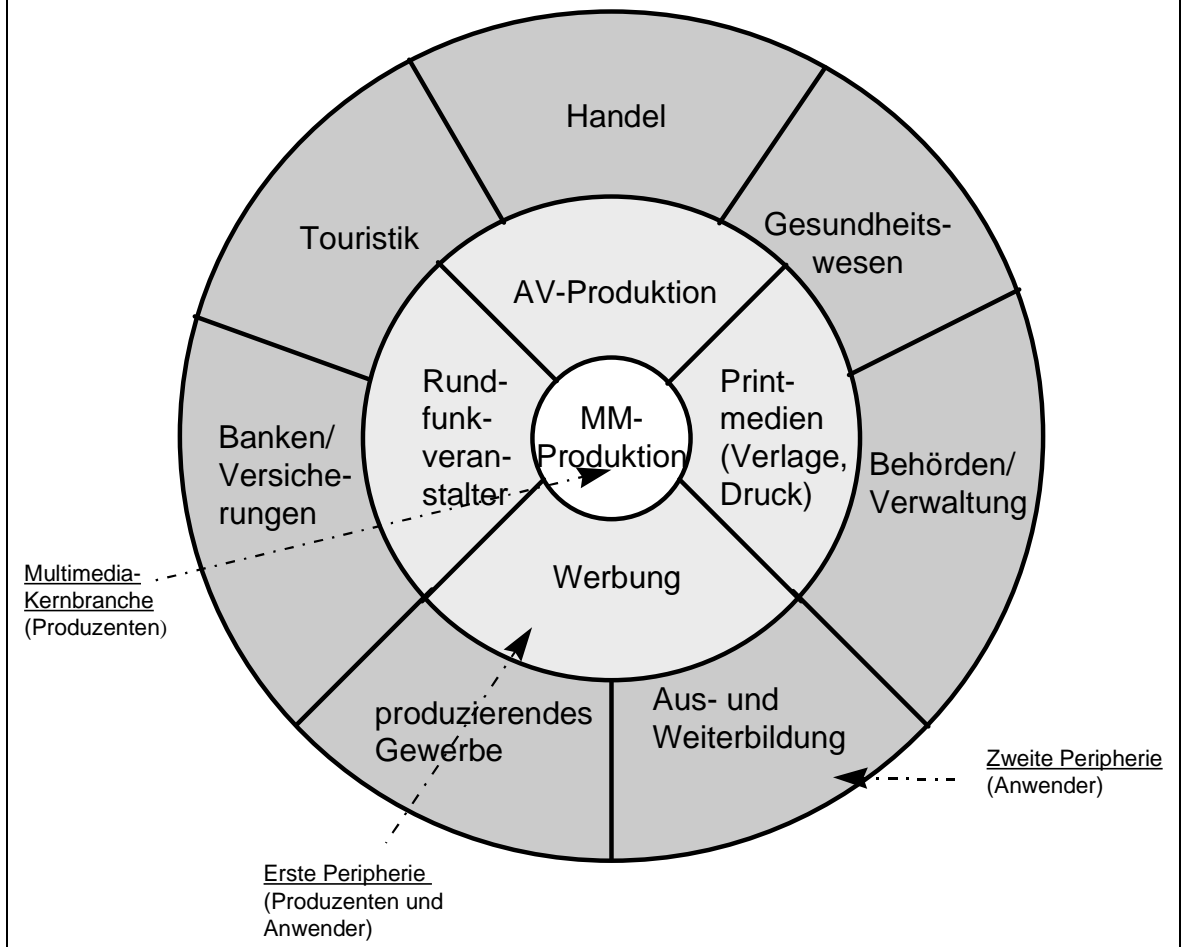 Handel
Touristik
Gesundheits-
wesen
AV-Produktion
Rund-
funk-
veran-
stalter
MM-
Produktion
Print-
medien
(Verlage,
Druck)
Banken/
Versiche-
rungen
Behörden/
Verwaltung
Werbung
Multimedia-
Kernbranche
(Produzenten)
produzierendes
Gewerbe
Aus- und
Weiterbildung
Zweite Peripherie
(Anwender)
Erste Peripherie
(Produzenten und
Anwender)